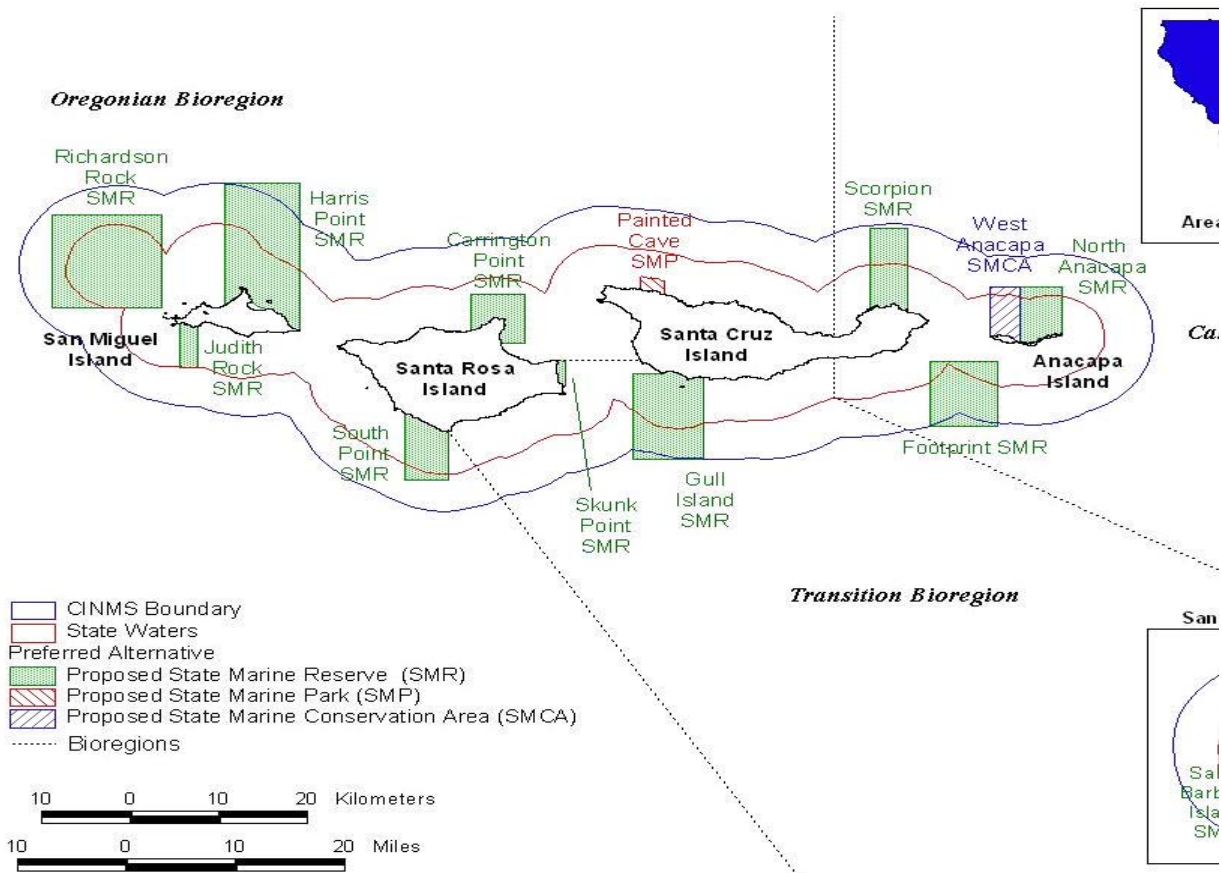 Oregonian Bioregion
Richardson
Rock
SMR
Harris
Point
SMR
Carrington
Point
SMR
Painted
Cave
SMP
Scorpion
SMR
West
Anacapa
SMCA
North
Anacapa
SMR
Area
San Miguel
Island
Judith
Rock
SMR
Santa Rosa
Island
Santa Cruz
Island
Anacapa
Island
South
Point
SMR
Skunk
Point
SMR
Gull
Island
SMR
Footprint SMR
Transition Bioregion
San
CINMS Boundary
State Waters
Preferred Alternative
Proposed State Marine Reserve (SMR)
Proposed State Marine Park (SMP)
Proposed State Marine Conservation Area (SMCA)
Bioregions
10 0 10 20 Kilometers
10 0 10 20 Miles